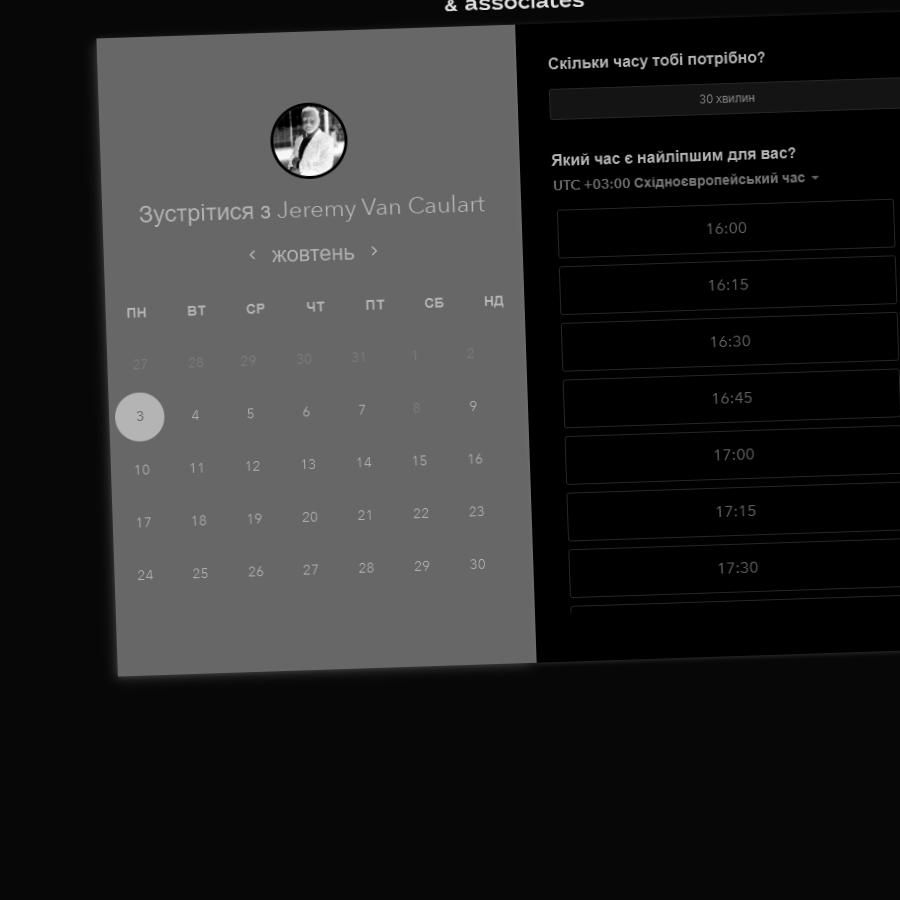 & associates
Зустрітися з Jeremy Van Caulart
жовтень
ПН ВТ СР ЧТ ПТ СБ НД
27 28 29 30 31 1 2
3 4 5 6 7 8 9
10 11 12 13 14 15 16
17 18 19 20 21 22 23
24 25 26 27 28 29 30
Скільки часу тобі потрібно?
30 хвилин
Який час є найліпшим для вас?
UTC +03:00 Східноєвропейський час
16:00
16:15
16:30
16:45
17:00
17:15
17:30